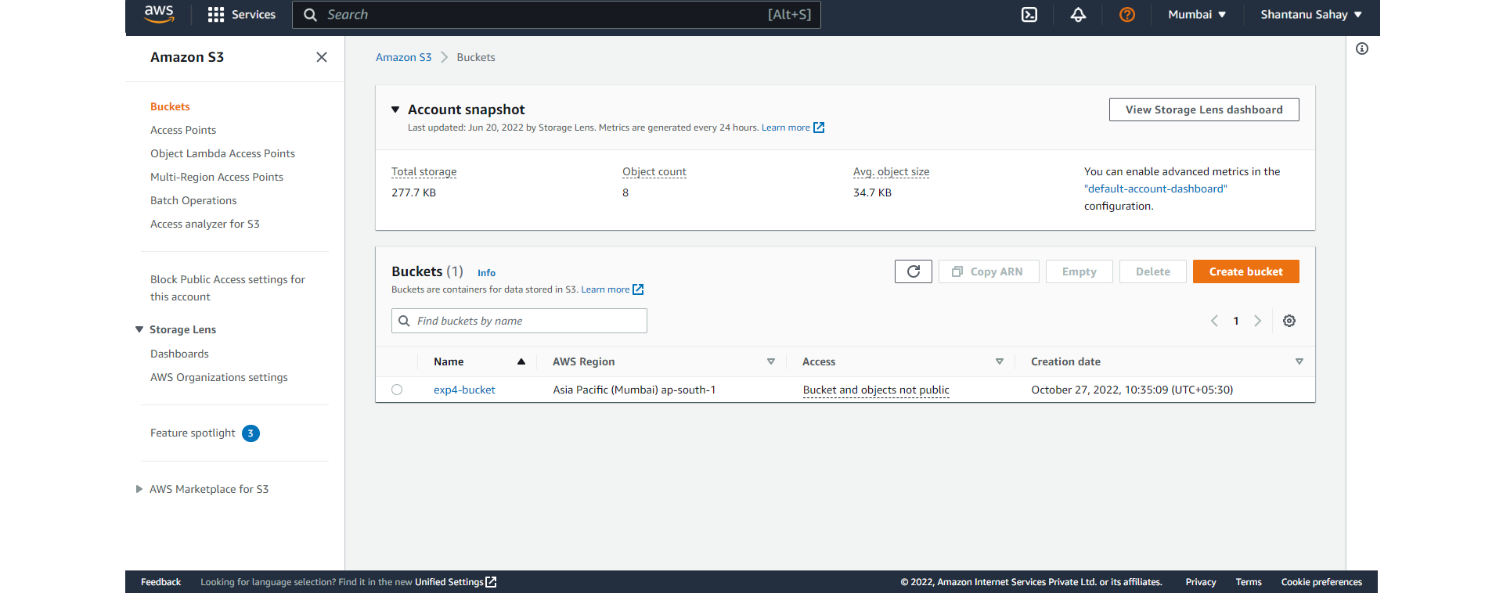 aws
Services
Search [Alt+S]
Mumbai ▼
Shantanu Sahay ▼
Amazon S3
Buckets
Access Points
Object Lambda Access Points
Multi-Region Access Points
Batch Operations
Access analyzer for S3
Block Public Access settings for
this account
Storage Lens
Dashboards
AWS Organizations settings
Feature spotlight 3
AWS Marketplace for S3
Amazon S3 > Buckets
Account snapshot
Last updated: Jun 20, 2022 by Storage Lens. Metrics are generated every 24 hours. Learn more
View Storage Lens dashboard
Total storage
277.7 KB
Object count
8
Avg. object size
34.7 KB
You can enable advanced metrics in the
"default-account-dashboard"
configuration.
Buckets (1) Info
Buckets are containers for data stored in S3. Learn more
Copy ARN
Empty
Delete
Create bucket
Find buckets by name
1
Name AWS Region Access Creation date
exp4-bucket Asia Pacific (Mumbai) ap-south-1 Bucket and objects not public October 27, 2022, 10:35:09 (UTC+05:30)
Feedback Looking for language selection? Find it in the new Unified Settings
© 2022, Amazon Internet Services Private Ltd. or its affiliates. Privacy Terms Cookie preferences